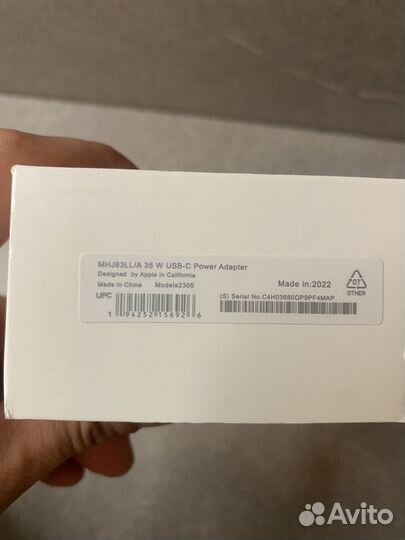 MHJ83LL/A 35 W USB-C Power Adapter
Designed by Apple in California
Made in China Modela2305
Made in:2022
UPC
1 94252 15692 6
(S) Serial No.C4H03660QP9PF4MAP
07
OTHER
Avito